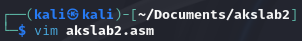 ┌──(kali㉿kali)-[~/Documents/akslab2]
└─$ vim akslab2.asm